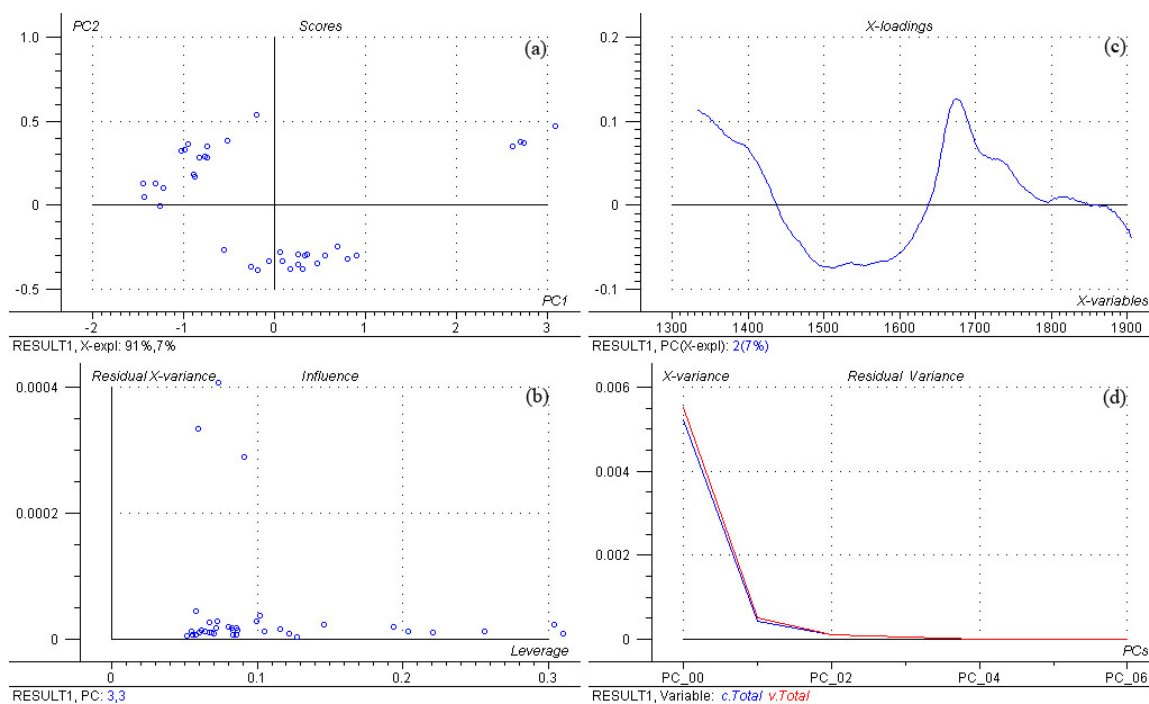 PC2 Scores (a)
1.0
0.5
0
-0.5
PC1
-2 -1 0 1 2 3
RESULT1, X-expl: 91%,7%
X-loadings (c)
0.2
0.1
0
-0.1
X-variables
1300 1400 1500 1600 1700 1800 1900
RESULT1, PC(X-expl): 2(7%)
Residual X-variance Influence (b)
0.0004
0.0002
0
Leverage
0 0.1 0.2 0.3
RESULT1, PC: 3,3
X-variance Residual Variance (d)
0.006
0.004
0.002
0
PCs
PC_00 PC_02 PC_04 PC_06
RESULT1, Variable: c.Total v.Total